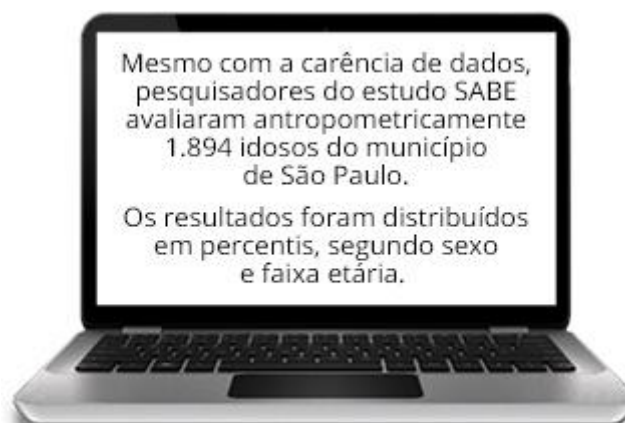 Mesmo com a carência de dados,
pesquisadores do estudo SABE
avaliaram antropometricamente
1.894 idosos do município
de São Paulo.
Os resultados foram distribuídos
em percentis, segundo sexo
e faixa etária.